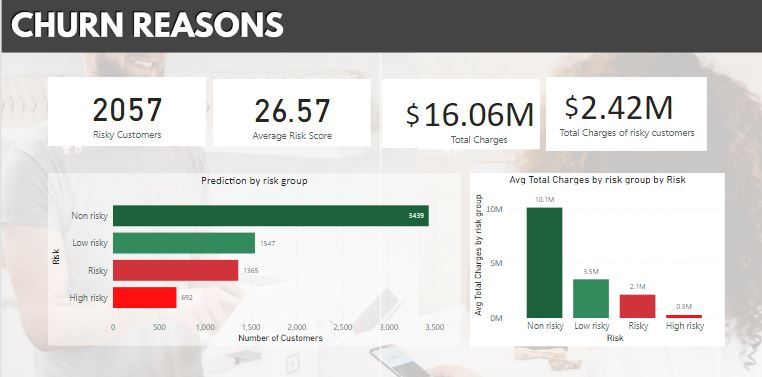 CHURN REASONS
2057
Risky Customers
26.57
Average Risk Score
$16.06M
Total Charges
$2.42M
Total Charges of risky customers
Prediction by risk group
Risk
Non risky
3439
Low risky
1547
Risky
1365
High risky
692
0
500
1,000
1,500
2,000
2,500
3,000
3,500
Number of Customers
Avg Total Charges by risk group by Risk
Avg Total Charges by risk group
10M
5M
0M
10.1M
3.5M
2.1M
0.3M
Non risky
Low risky
Risky
High risky
Risk